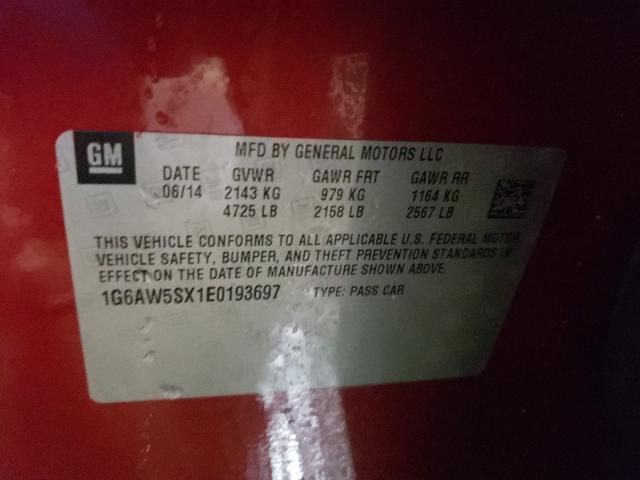 GM
MFD BY GENERAL MOTORS LLC
DATE GVWR GAWR FRT GAWR RR
06/14 2143 KG 979 KG 1164 KG
4725 LB 2158 LB 2567 LB
THIS VEHICLE CONFORMS TO ALL APPLICABLE U.S. FEDERAL MOTOR
VEHICLE SAFETY, BUMPER, AND THEFT PREVENTION STANDARDS IN
EFFECT ON THE DATE OF MANUFACTURE SHOWN ABOVE.
1G6AW5SX1E0193697 TYPE: PASS CAR